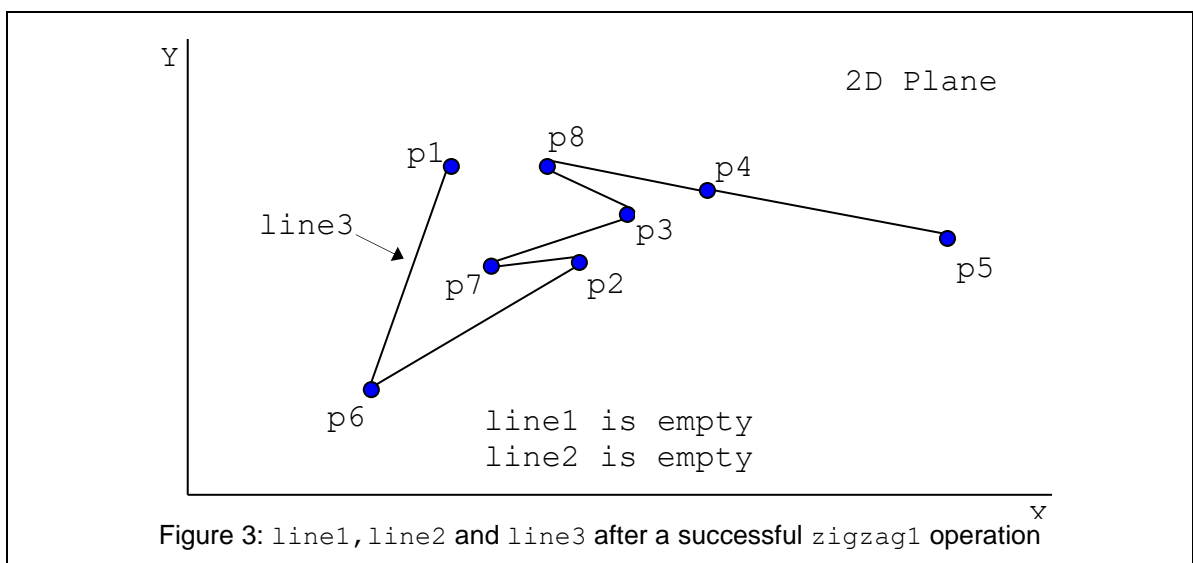 Y
2D Plane
p8
p1
p4
line3
p3
p7
p2
p5
p6
line1 is empty
line2 is empty
X
Figure 3: line1, line2 and line3 after a successful zigzag1 operation